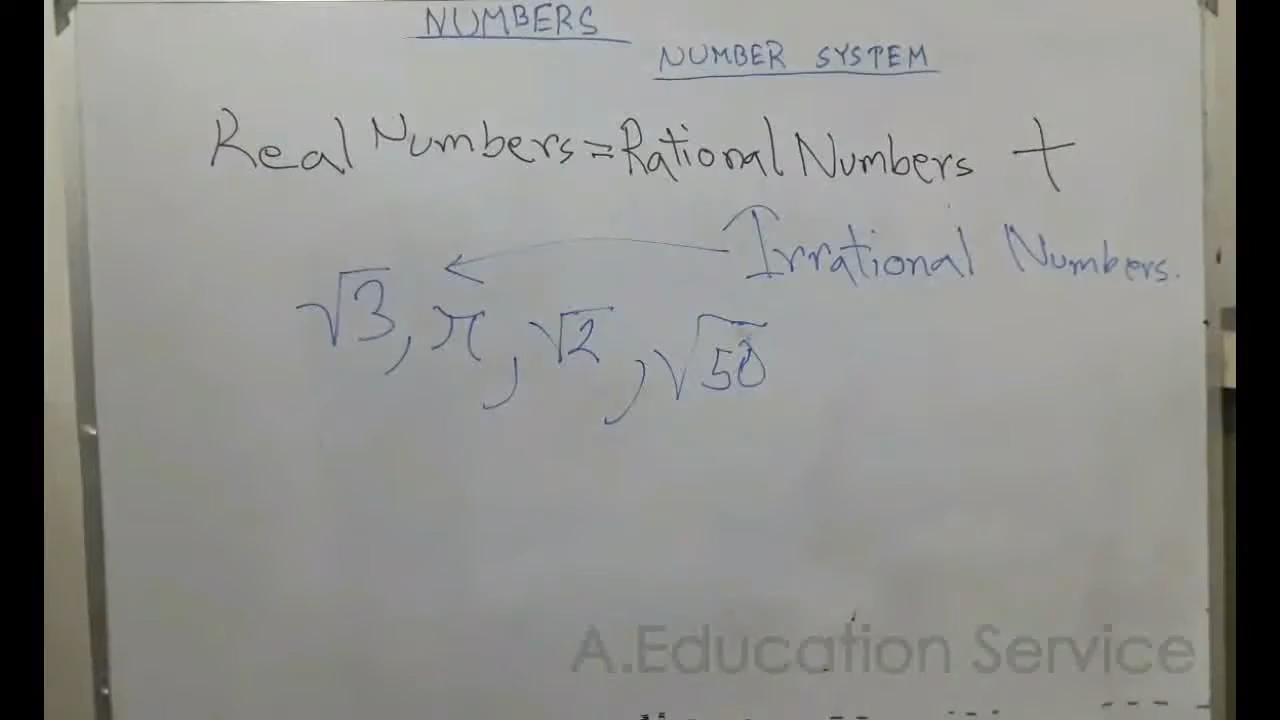 NUMBERS
NUMBER SYSTEM
Real Numbers = Rational Numbers +
Irrational Numbers.
√3, π, √2, √50
A.Education Service